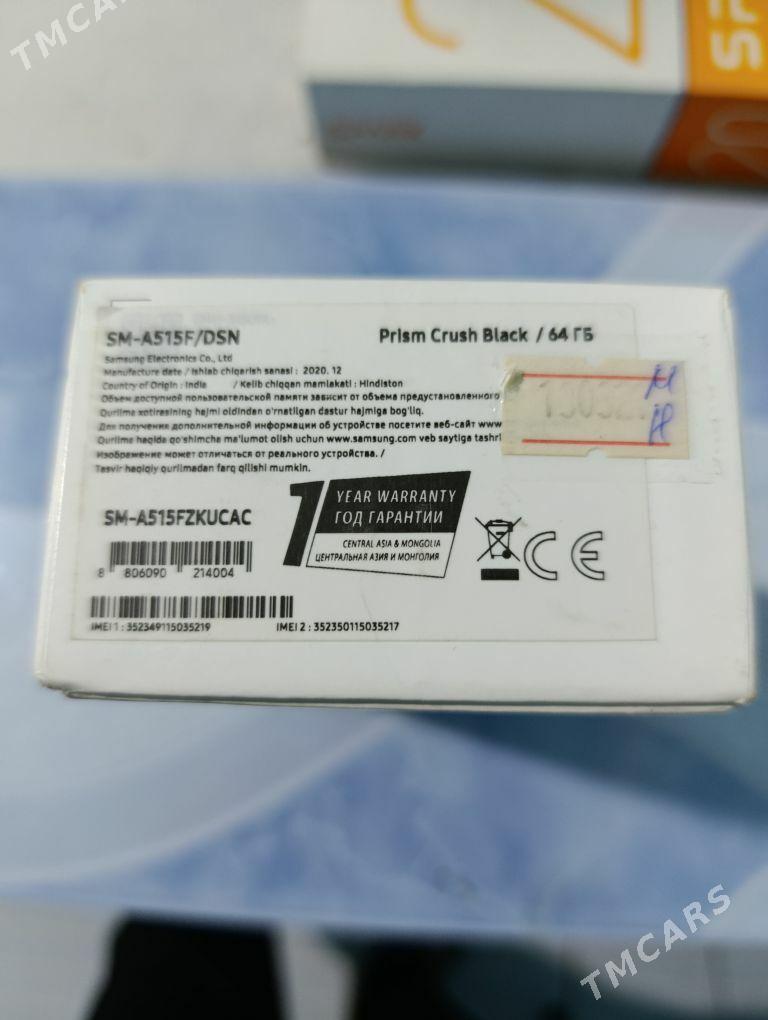 TMCARS
SM-A515F/DSN
Prism Crush Black / 64 ГБ
Samsung Electronics Co., Ltd
Manufacture date / Ishlab chiqarish sanasi : 2020. 12
Country of Origin : India / Kelib chiqqan mamlakati : Hindiston
Объем доступной пользовательской памяти зависит от объема предустановленного
Qurilma xotirasining hajmi oldindan o'rnatilgan dastur hajmiga bog'liq.
Для получения дополнительной информации об устройстве посетите веб-сайт www
Qurilma haqida qo'shimcha ma'lumot olish uchun www.samsung.com veb saytiga tashri
Изображение может отличаться от реального устройства. /
Tasvir haqiqiy qurilmadan farq qilishi mumkin.
SM-A515FZKUCAC
1 YEAR WARRANTY
ГОД ГАРАНТИИ
CENTRAL ASIA & MONGOLIA
ЦЕНТРАЛЬНАЯ АЗИЯ И МОНГОЛИЯ
CE
8 806090 214004
IMEI 1 : 352349115035219 IMEI 2 : 352350115035217
TMCARS